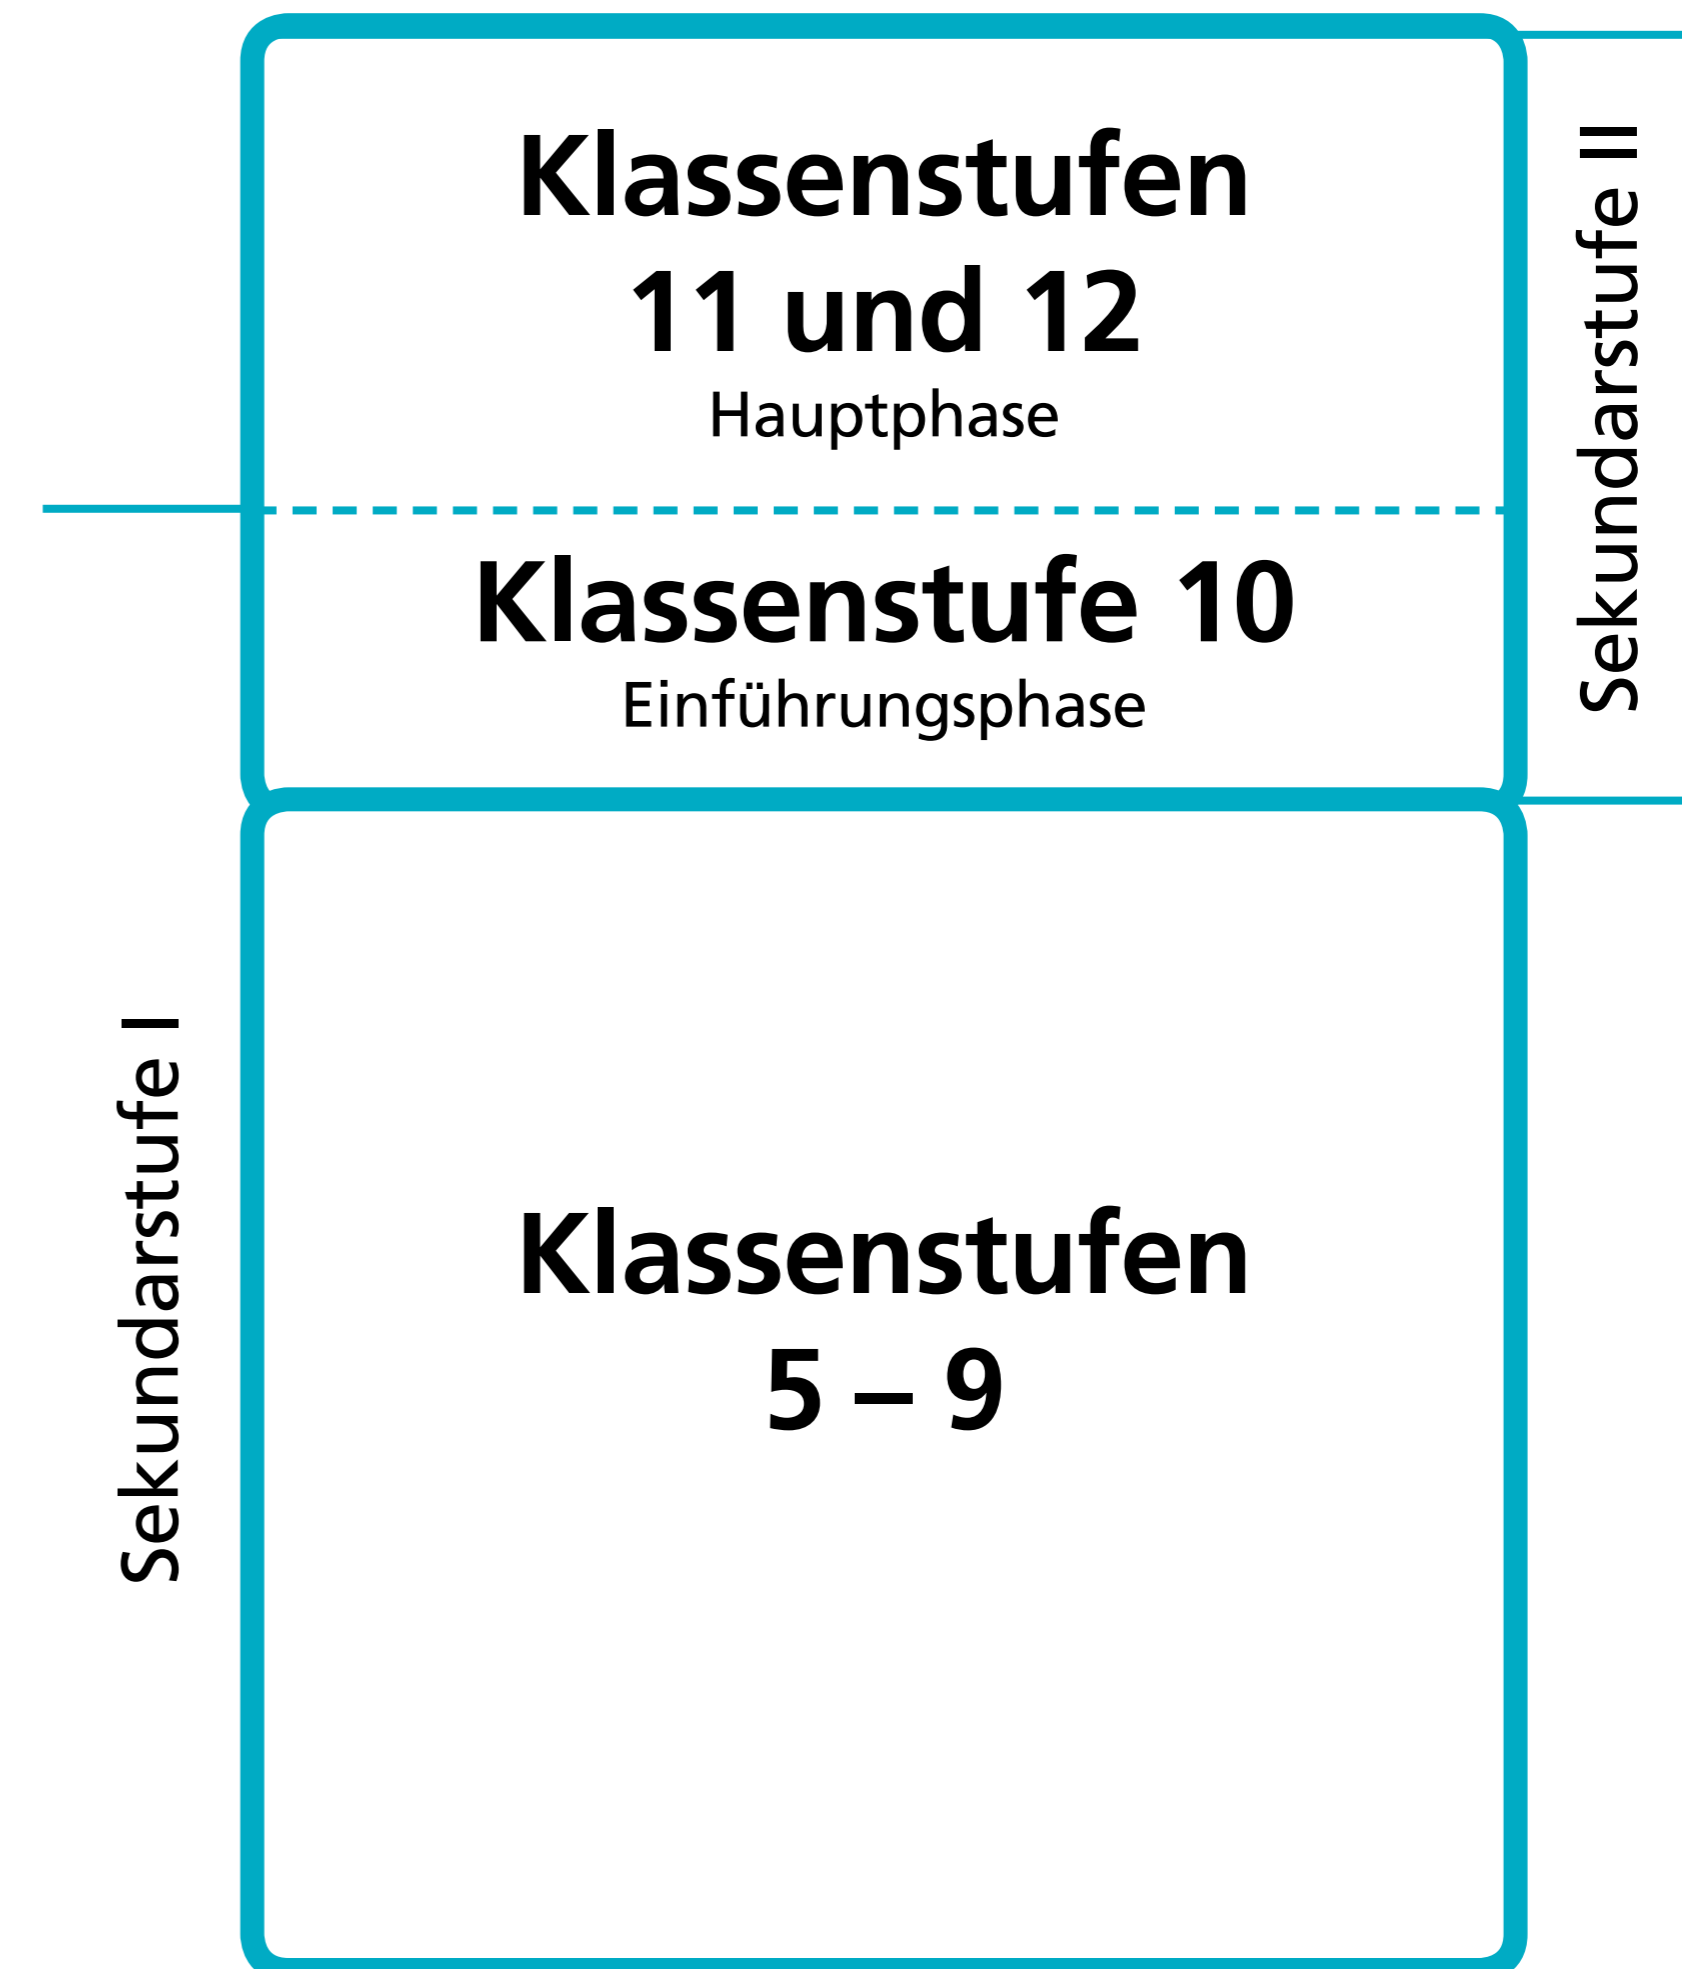 Klassenstufen
11 und 12
Hauptphase
Klassenstufe 10
Einführungsphase
Sekundarstufe II
Sekundarstufe I
Klassenstufen
5 – 9